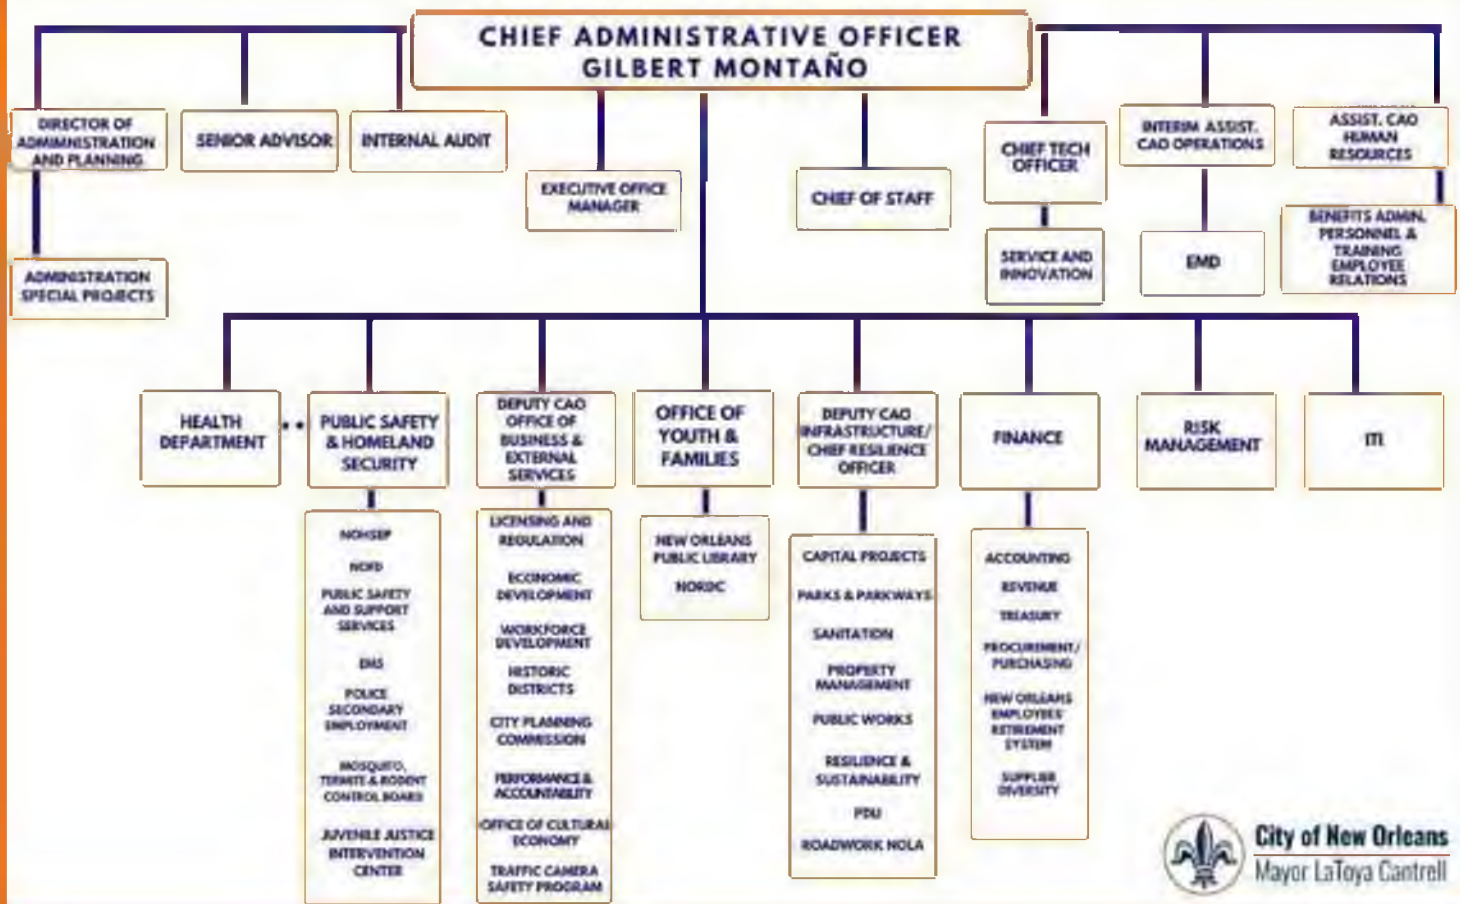 CHIEF ADMINISTRATIVE OFFICER
GILBERT MONTAÑO
DIRECTOR OF
ADMIMNISTRATION
AND PLANNING
SENIOR ADVISOR
INTERNAL AUDIT
EXECUTIVE OFFICE
MANAGER
CHIEF OF STAFF
CHIEF TECH
OFFICER
INTERIM ASSIST.
CAO OPERATIONS
ASSIST. CAO
HUMAN
RESOURCES
ADMINISTRATION
SPECIAL PROJECTS
SERVICE AND
INNOVATION
EMD
BENEFITS ADMIN.
PERSONNEL &
TRAINING
EMPLOYEE
RELATIONS
HEALTH
DEPARTMENT
PUBLIC SAFETY
& HOMELAND
SECURITY
DEPUTY CAO
OFFICE OF
BUSINESS &
EXTERNAL
SERVICES
OFFICE OF
YOUTH &
FAMILIES
DEPUTY CAO
INFRASTRUCTURE/
CHIEF RESILIENCE
OFFICER
FINANCE
RISK
MANAGEMENT
ITI
NOHSEP
NOFD
PUBLIC SAFETY
AND SUPPORT
SERVICES
EMS
POLICE
SECONDARY
EMPLOYMENT
MOSQUITO,
TERMITE & RODENT
CONTROL BOARD
JUVENILE JUSTICE
INTERVENTION
CENTER
LICENSING AND
REGULATION
ECONOMIC
DEVELOPMENT
WORKFORCE
DEVELOPMENT
HISTORIC
DISTRICTS
CITY PLANNING
COMMISSION
PERFORMANCE &
ACCOUNTABILITY
OFFICE OF CULTURAL
ECONOMY
TRAFFIC CAMERA
SAFETY PROGRAM
NEW ORLEANS
PUBLIC LIBRARY
NORDC
CAPITAL PROJECTS
PARKS & PARKWAYS
SANITATION
PROPERTY
MANAGEMENT
PUBLIC WORKS
RESILIENCE &
SUSTAINABILITY
PDU
ROADWORK NOLA
ACCOUNTING
REVENUE
TREASURY
PROCUREMENT/
PURCHASING
NEW ORLEANS
EMPLOYEES'
RETIREMENT
SYSTEM
SUPPLIER
DIVERSITY
City of New Orleans
Mayor LaToya Cantrell